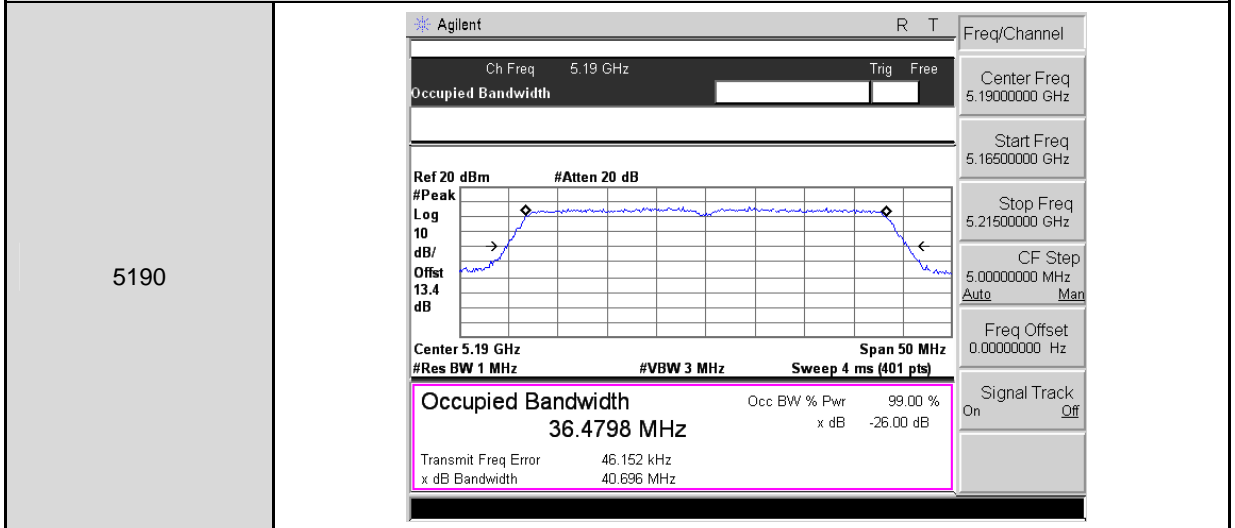 5190
Agilent R T
Ch Freq 5.19 GHz Trig Free
Occupied Bandwidth
Ref 20 dBm #Atten 20 dB
#Peak
Log
10
dB/
Offst
13.4
dB
Center 5.19 GHz Span 50 MHz
#Res BW 1 MHz #VBW 3 MHz Sweep 4 ms (401 pts)
Occupied Bandwidth Occ BW % Pwr 99.00 %
36.4798 MHz x dB -26.00 dB
Transmit Freq Error 46.152 kHz
x dB Bandwidth 40.696 MHz
Freq/Channel
Center Freq
5.19000000 GHz
Start Freq
5.16500000 GHz
Stop Freq
5.21500000 GHz
CF Step
5.00000000 MHz
Auto Man
Freq Offset
0.00000000 Hz
Signal Track
On Off